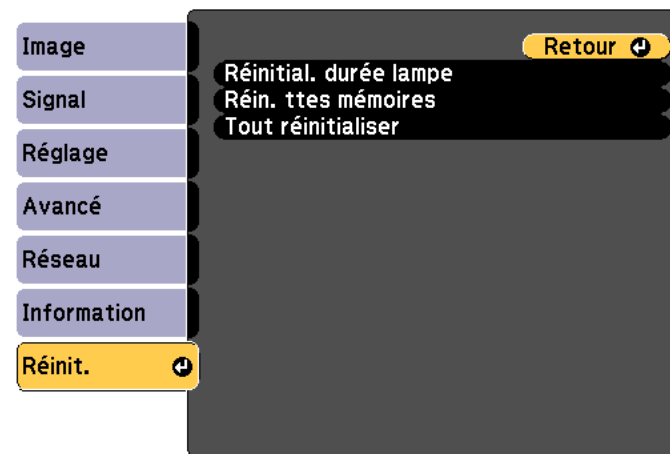 Image
Signal
Réglage
Avancé
Réseau
Information
Réinit.
Retour
Réinitial. durée lampe
Réin. ttes mémoires
Tout réinitialiser